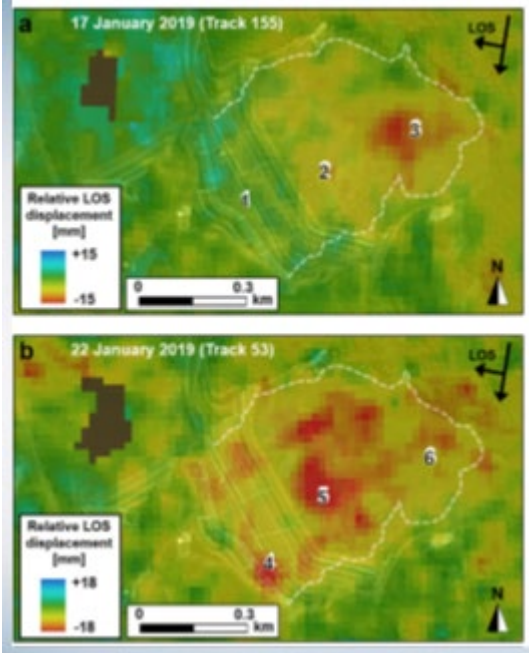 a 17 January 2019 (Track 155)
LOS
3
2
1
Relative LOS
displacement
[mm]
+15
-15
0 0.3
km
N
b 22 January 2019 (Track 53)
LOS
6
5
4
Relative LOS
displacement
[mm]
+18
-18
0 0.3
km
N